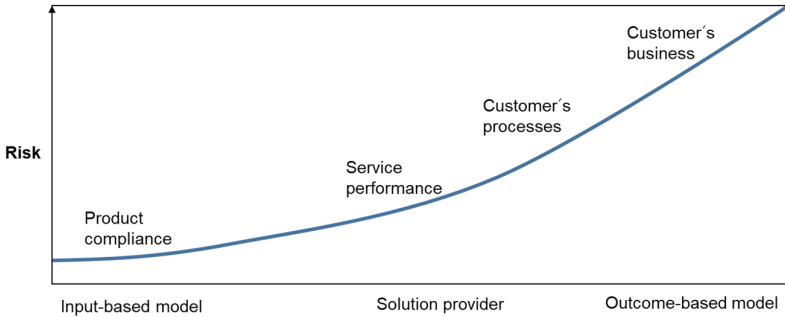 Customer´s
business
Customer´s
processes
Risk
Service
performance
Product
compliance
Input-based model
Solution provider
Outcome-based model